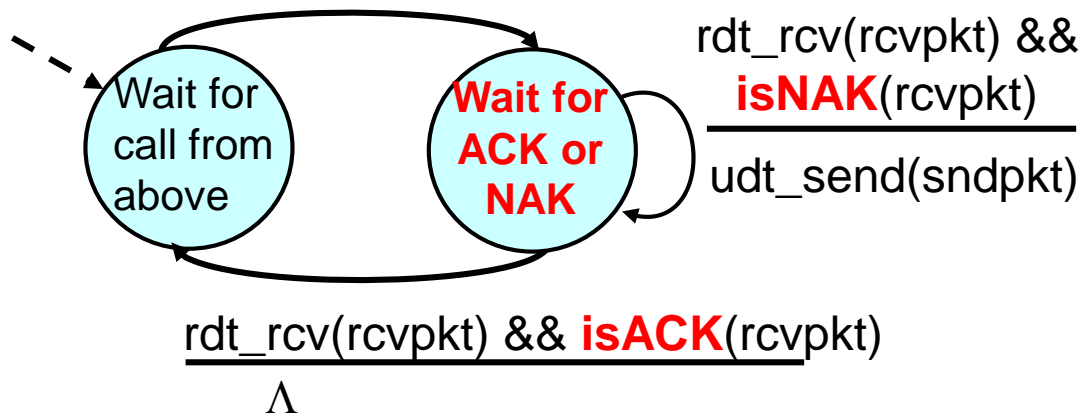 Wait for
call from
above
Wait for
ACK or
NAK
rdt_rcv(rcvpkt) &&
isNAK(rcvpkt)
udt_send(sndpkt)
rdt_rcv(rcvpkt) && isACK(rcvpkt)
Λ